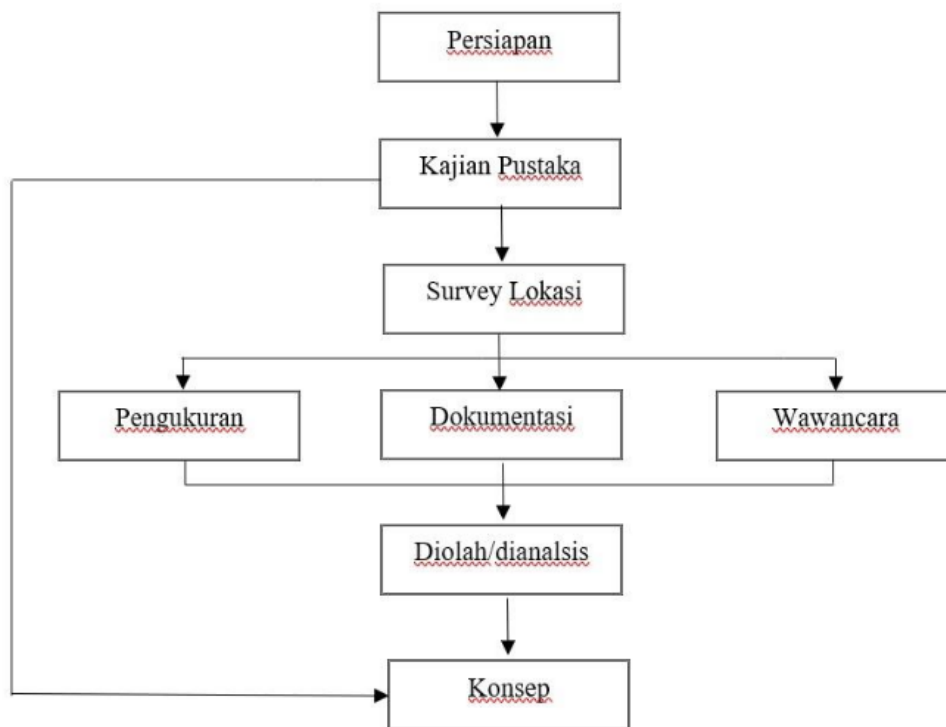 Persiapan
Kajian Pustaka
Survey Lokasi
Pengukuran
Dokumentasi
Wawancara
Diolah/dianalsis
Konsep